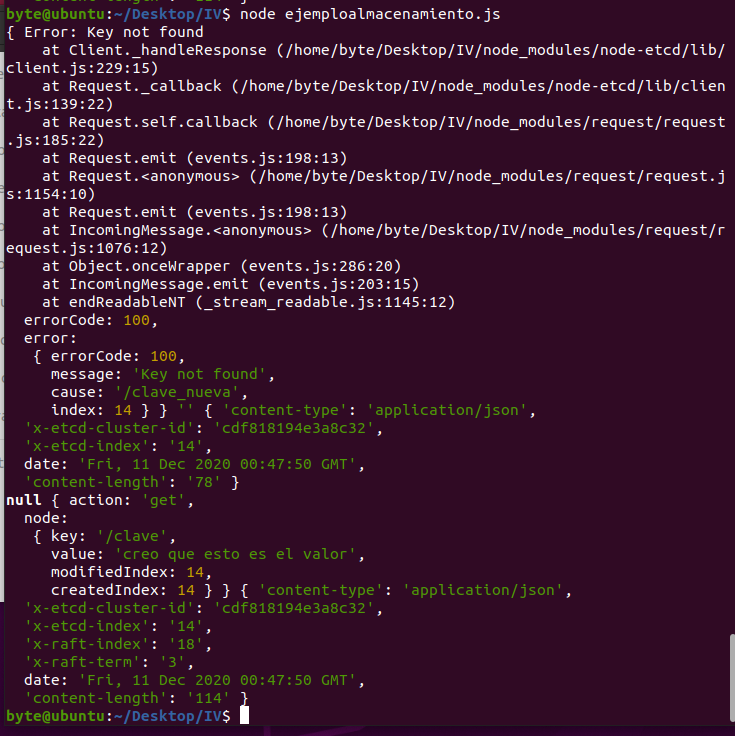 byte@ubuntu:~/Desktop/IV$ node ejemploalmacenamiento.js
{ Error: Key not found
    at Client._handleResponse (/home/byte/Desktop/IV/node_modules/node-etcd/lib/
client.js:229:15)
    at Request._callback (/home/byte/Desktop/IV/node_modules/node-etcd/lib/clien
t.js:139:22)
    at Request.self.callback (/home/byte/Desktop/IV/node_modules/request/request
.js:185:22)
    at Request.emit (events.js:198:13)
    at Request.<anonymous> (/home/byte/Desktop/IV/node_modules/request/request.j
s:1154:10)
    at Request.emit (events.js:198:13)
    at IncomingMessage.<anonymous> (/home/byte/Desktop/IV/node_modules/request/r
equest.js:1076:12)
    at Object.onceWrapper (events.js:286:20)
    at IncomingMessage.emit (events.js:203:15)
    at endReadableNT (_stream_readable.js:1145:12)
  errorCode: 100,
  error:
   { errorCode: 100,
     message: 'Key not found',
     cause: '/clave_nueva',
     index: 14 } } '' { 'content-type': 'application/json',
  'x-etcd-cluster-id': 'cdf818194e3a8c32',
  'x-etcd-index': '14',
  date: 'Fri, 11 Dec 2020 00:47:50 GMT',
  'content-length': '78' }
null { action: 'get',
  node:
   { key: '/clave',
     value: 'creo que esto es el valor',
     modifiedIndex: 14,
     createdIndex: 14 } } { 'content-type': 'application/json',
  'x-etcd-cluster-id': 'cdf818194e3a8c32',
  'x-etcd-index': '14',
  'x-raft-index': '18',
  'x-raft-term': '3',
  date: 'Fri, 11 Dec 2020 00:47:50 GMT',
  'content-length': '114' }
byte@ubuntu:~/Desktop/IV$